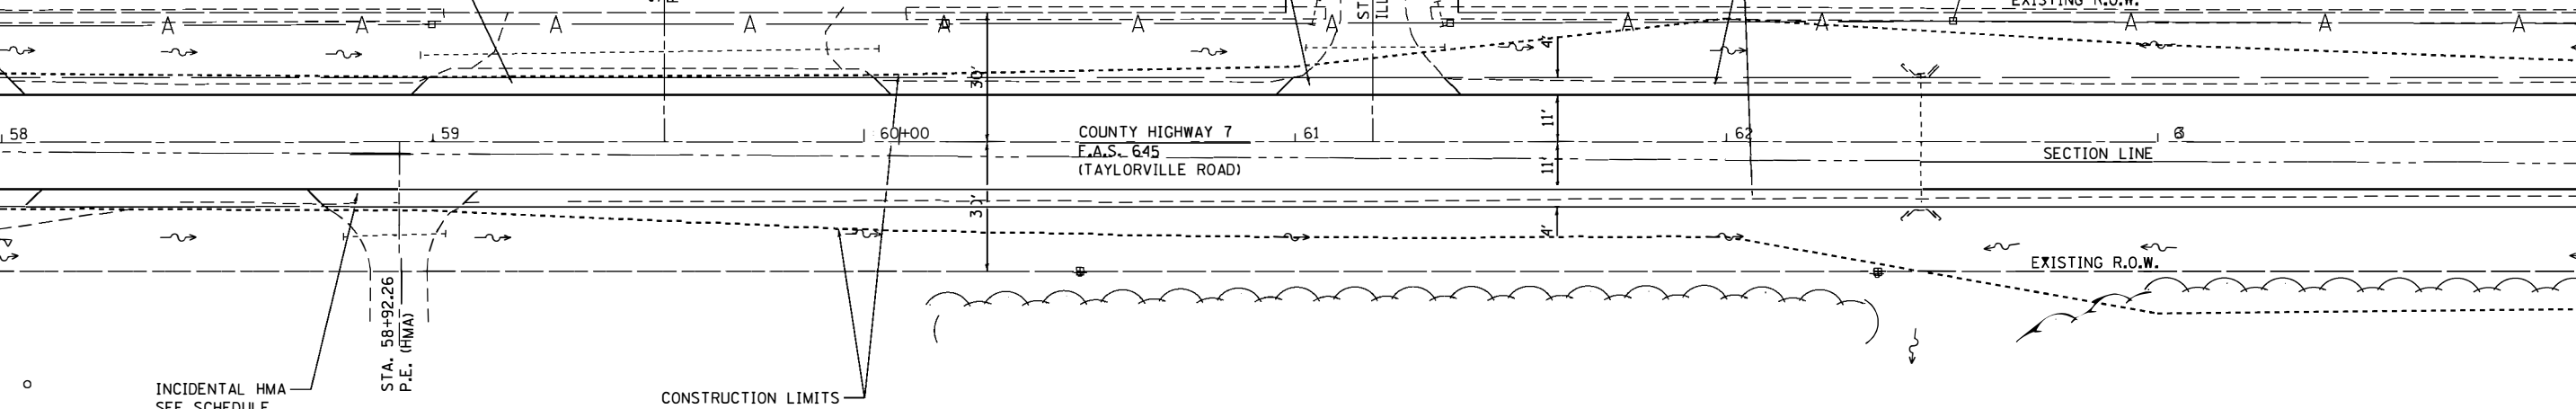 EXISTING R.O.W.
A A A A A A A A A A A A A
30'
4'
58
59
60+00
61
62
63
11'
COUNTY HIGHWAY 7
F.A.S. 645
(TAYLORVILLE ROAD)
11'
SECTION LINE
30'
4'
EXISTING R.O.W.
STA. 58+92.26
P.E. (HMA)
INCIDENTAL HMA
SEE SCHEDULE
CONSTRUCTION LIMITS